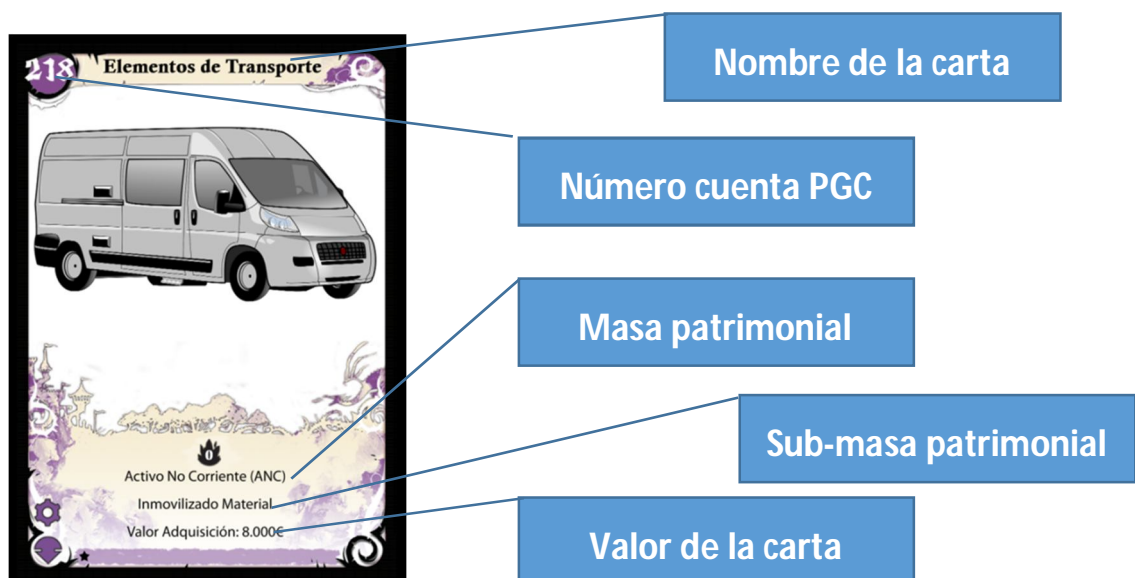 218
Elementos de Transporte
Nombre de la carta
Número cuenta PGC
Masa patrimonial
Sub-masa patrimonial
Valor de la carta
0
Activo No Corriente (ANC)
Inmovilizado Material
Valor Adquisición: 8.000€